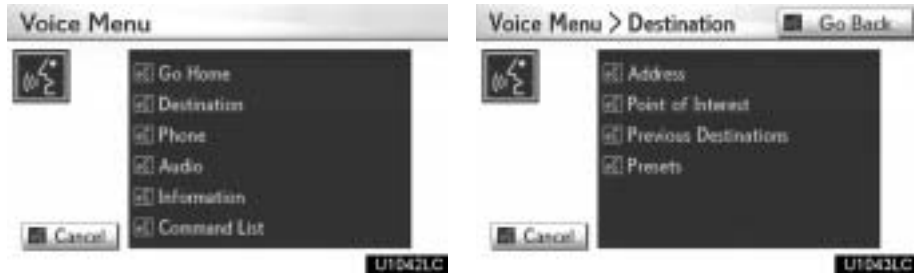 Voice Menu
Go Home
Destination
Phone
Audio
Information
Command List
Cancel
U1042LC
Voice Menu > Destination
Go Back
Address
Point of Interest
Previous Destinations
Presets
Cancel
U1043LC